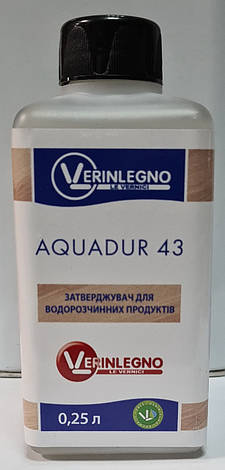 VERINLEGNO
LE VERNICI
AQUADUR 43
ЗАТВЕРДЖУВАЧ ДЛЯ
ВОДОРОЗЧИННИХ ПРОДУКТІВ
VERINLEGNO
LE VERNICI
0,25 л